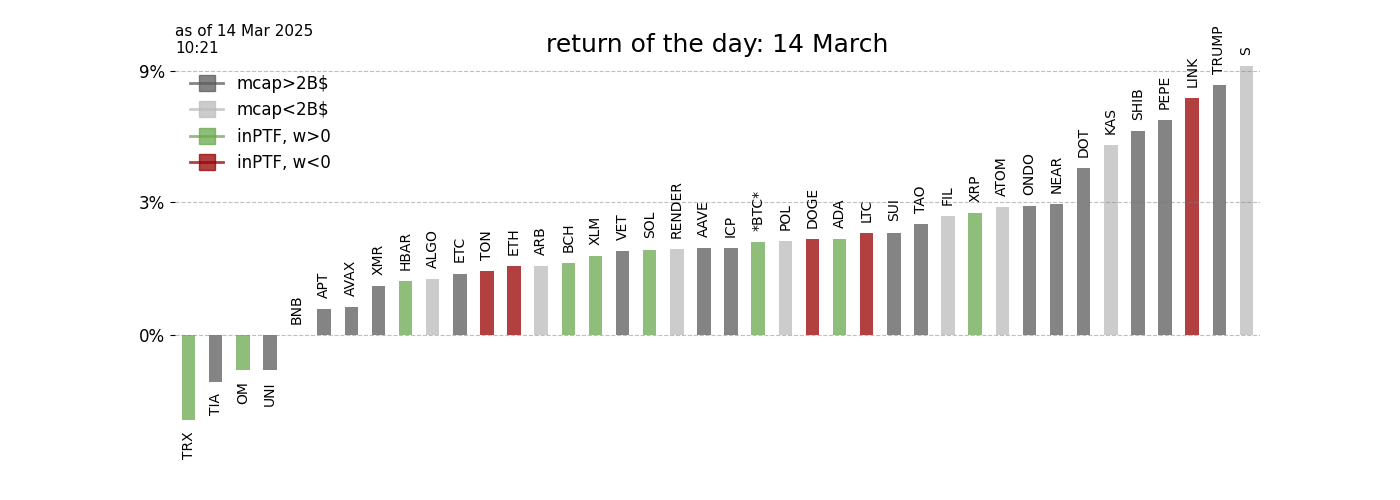 as of 14 Mar 2025
10:21
return of the day: 14 March
9%
3%
0%
mcap>2B$
mcap<2B$
inPTF, w>0
inPTF, w<0
TRX
TIA
OM
UNI
BNB
APT
AVAX
XMR
HBAR
ALGO
ETC
TON
ETH
ARB
BCH
XLM
VET
SOL
RENDER
AAVE
ICP
*BTC*
POL
DOGE
ADA
LTC
SUI
TAO
FIL
XRP
ATOM
ONDO
NEAR
DOT
KAS
SHIB
PEPE
LINK
TRUMP
S